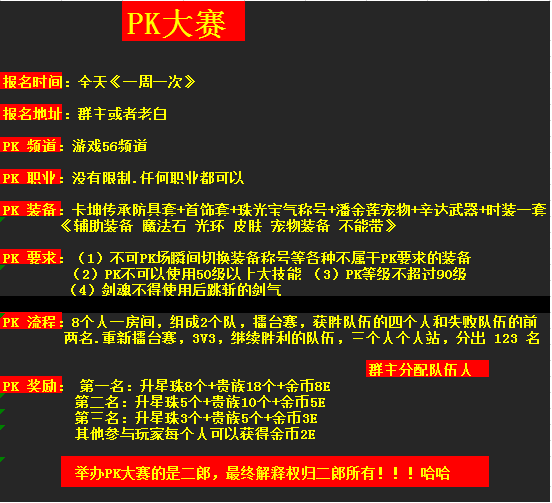 PK大赛
报名时间：全天《一周一次》
报名地址：群主或者老白
PK 频道：游戏56频道
PK 职业：没有限制.任何职业都可以
PK 装备：卡坤传承防具套+首饰套+珠光宝气称号+潘金莲宠物+辛达武器+时装一套
《辅助装备 魔法石 光环 皮肤 宠物装备 不能带》
PK 要求：（1）不可PK场瞬间切换装备称号等各种不属于PK要求的装备
（2）PK不可以使用50级以上大技能 （3）PK等级不超过90级
（4）剑魂不得使用后跳斩的剑气
PK 流程：8个人一房间，组成2个队，擂台赛，获胜队伍的四个人和失败队伍的前
两名.重新擂台赛，3V3，继续胜利的队伍，三个人个人站，分出 123 名
群主分配队伍人
PK 奖励： 第一名：升星珠8个+贵族18个+金币8E
第二名：升星珠5个+贵族10个+金币5E
第三名：升星珠3个+贵族5个+金币3E
其他参与玩家每个人可以获得金币2E
举办PK大赛的是二郎，最终解释权归二郎所有！！！哈哈